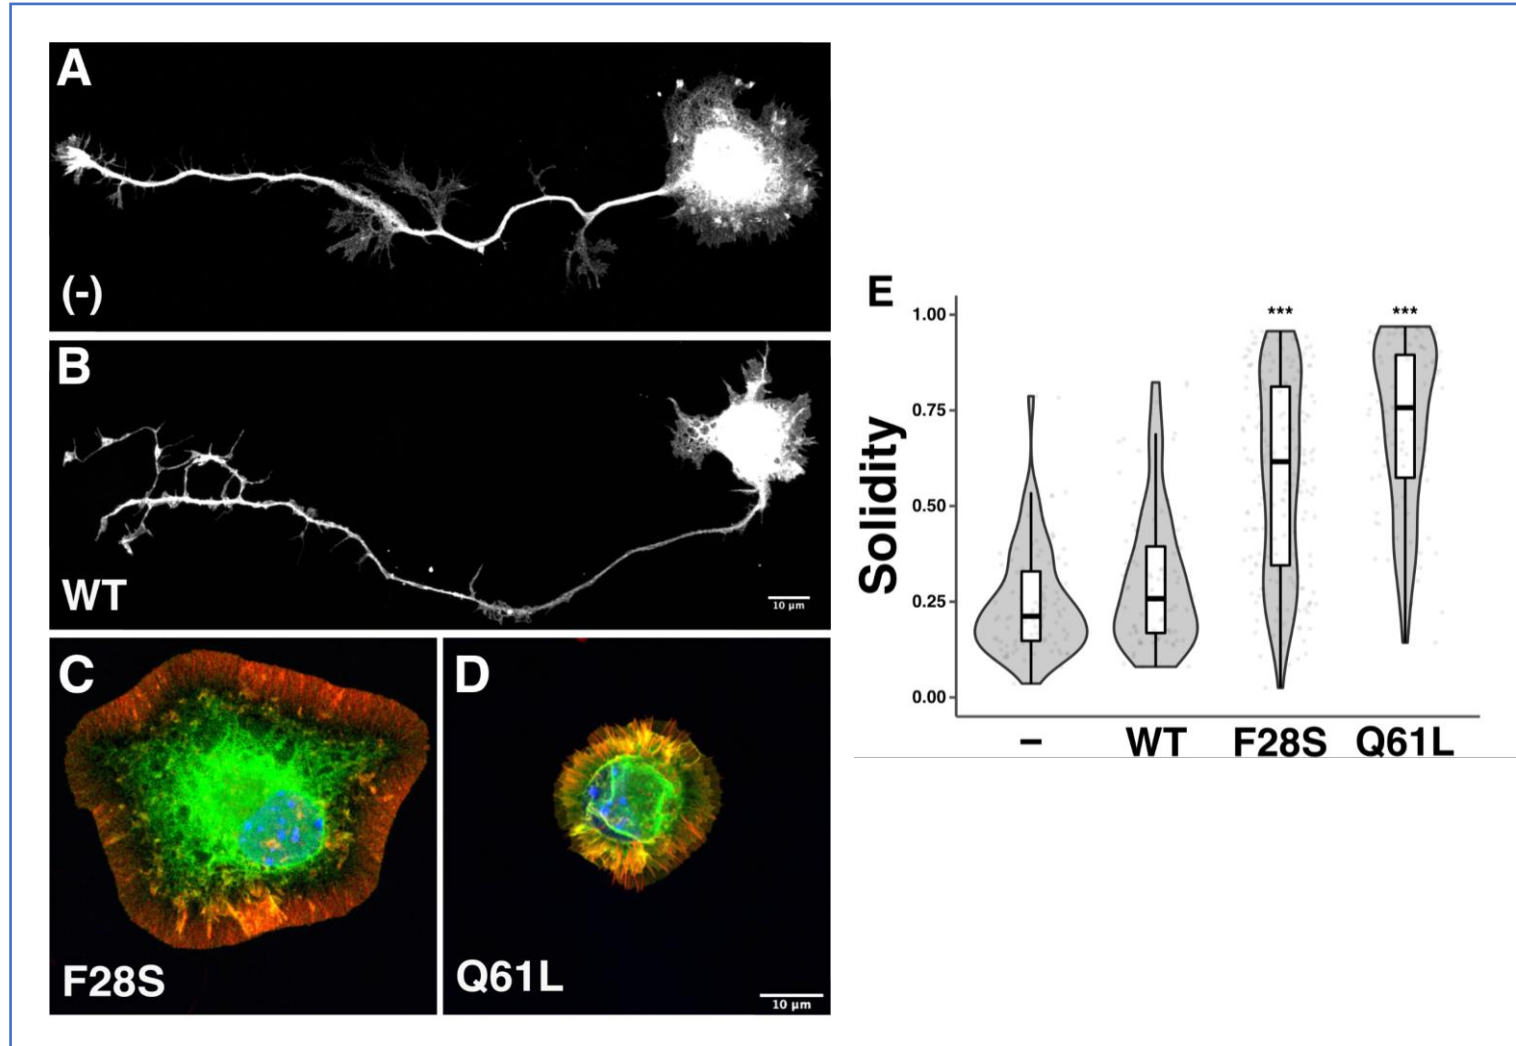 A
(-)
B
WT
10 μm
C
F28S
D
Q61L
10 μm
E
Solidity
1.00
0.75
0.50
0.25
0.00
*** ***
– WT F28S Q61L